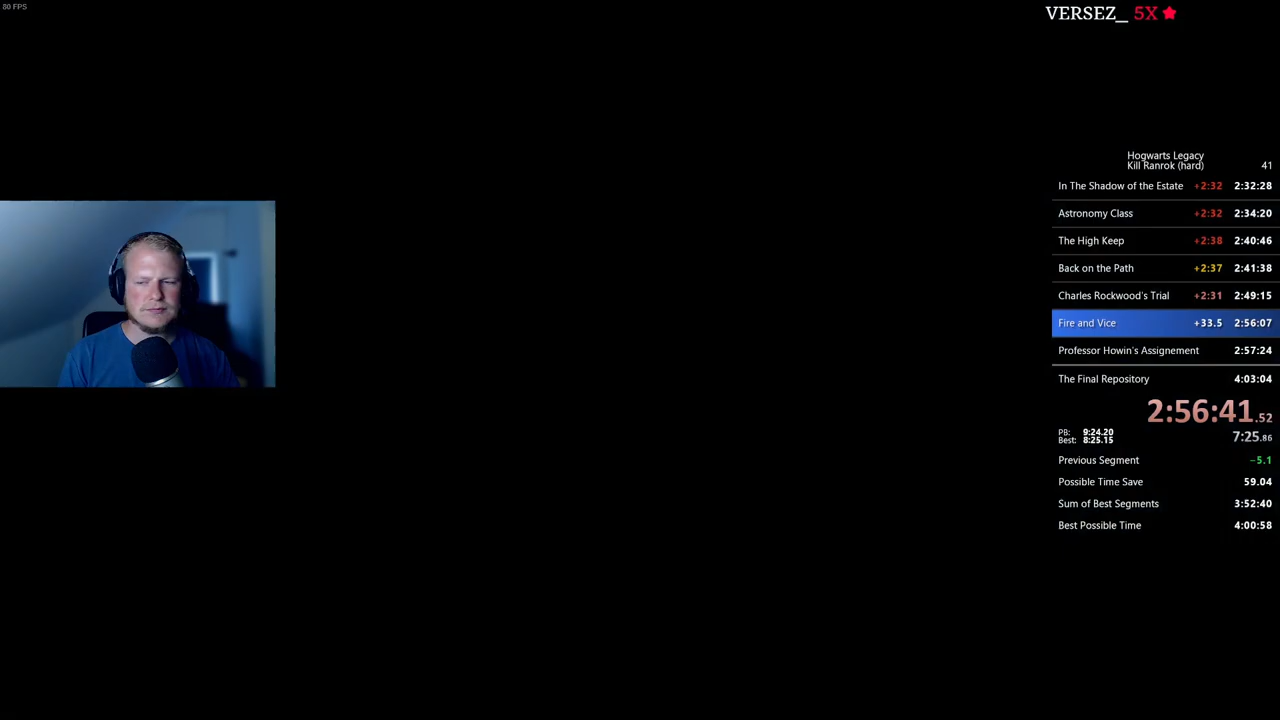 80 FPS
VERSEZ_ 5X
Hogwarts Legacy
Kill Ranrok (hard) 41
In The Shadow of the Estate +2:32 2:32:28
Astronomy Class +2:32 2:34:20
The High Keep +2:38 2:40:46
Back on the Path +2:37 2:41:38
Charles Rockwood's Trial +2:31 2:49:15
Fire and Vice +33.5 2:56:07
Professor Howin's Assignement 2:57:24
The Final Repository 4:03:04
2:56:41.52
PB: 9:24.20
Best: 8:25.15 7:25.86
Previous Segment −5.1
Possible Time Save 59.04
Sum of Best Segments 3:52:40
Best Possible Time 4:00:58